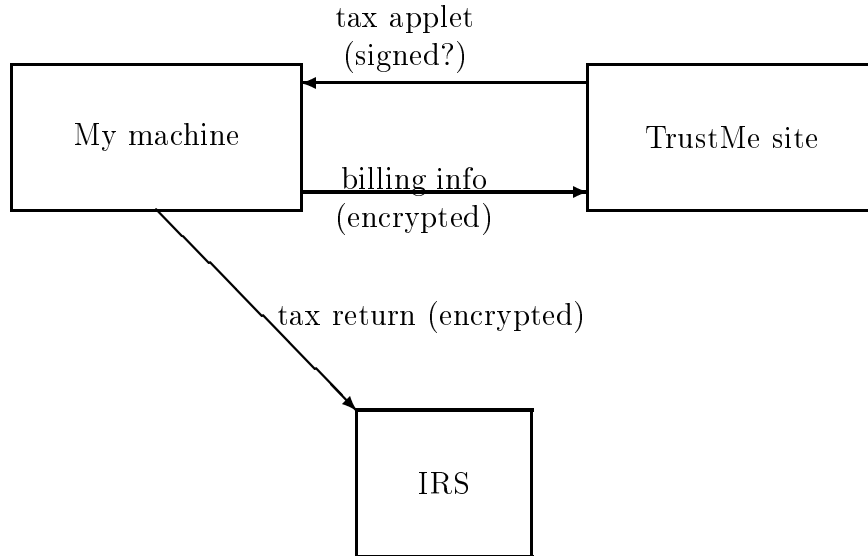 tax applet
(signed?)
My machine
TrustMe site
billing info
(encrypted)
tax return (encrypted)
IRS